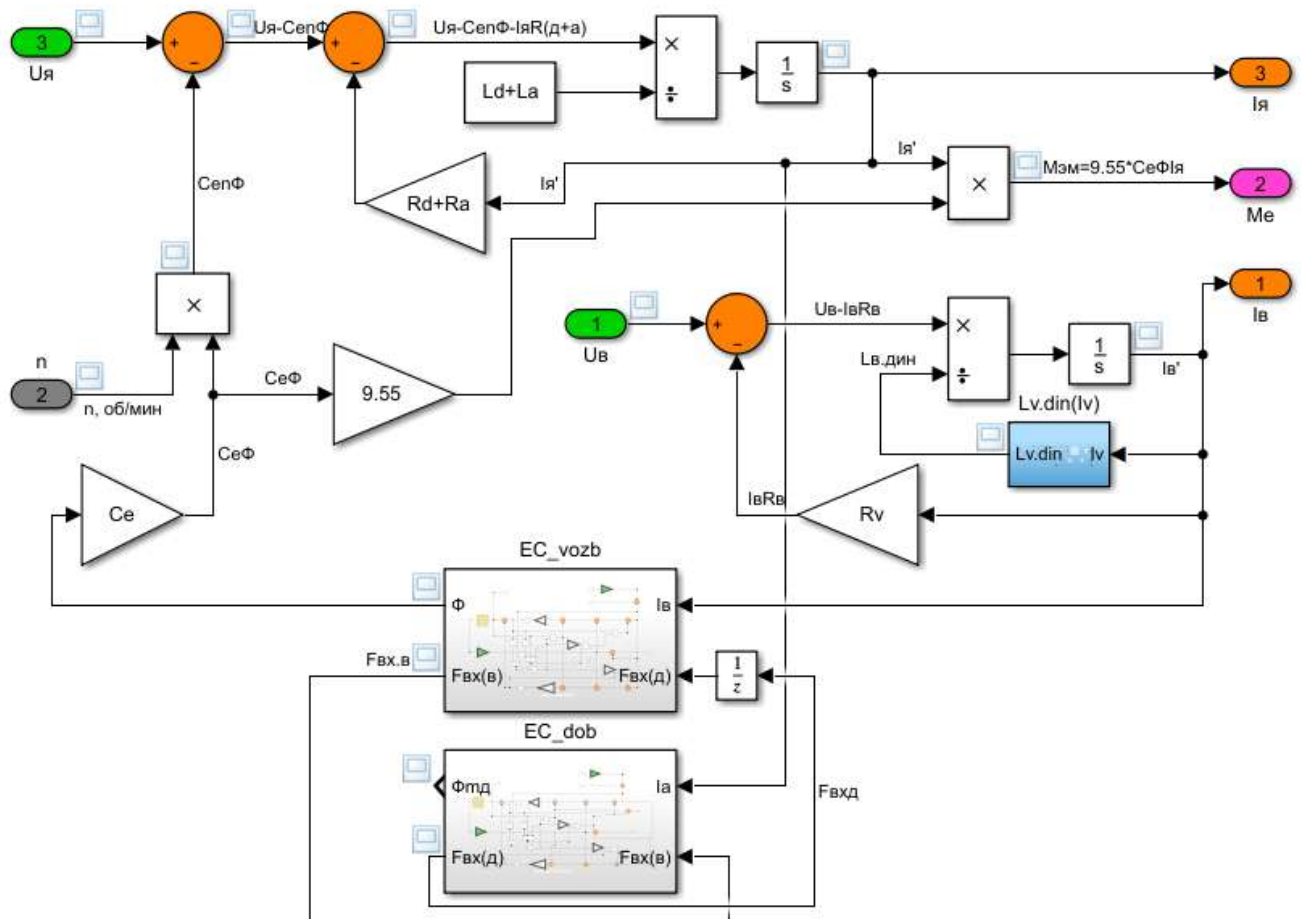 3
Uя
+
−
Uя-CenФ
+
−
Uя-CenФ-IяR(д+а)
×
÷
Ld+La
1
s
3
Iя
CenФ
Rd+Ra
Iя'
Iя'
×
Mэм=9.55*CeФIя
2
Me
×
n
2
n, об/мин
CeФ
9.55
CeФ
Ce
1
Uв
+
−
Uв-IвRв
×
÷
Lв.дин
1
s
Iв'
1
Iв
Lv.din(Iv)
Lv.din
Iv
IвRв
Rv
EC_vozb
Ф
Iв
Fвх.в
Fвх(в)
Fвх(д)
1
z
EC_dob
Фmд
Ia
Fвхд
Fвх(д)
Fвх(в)